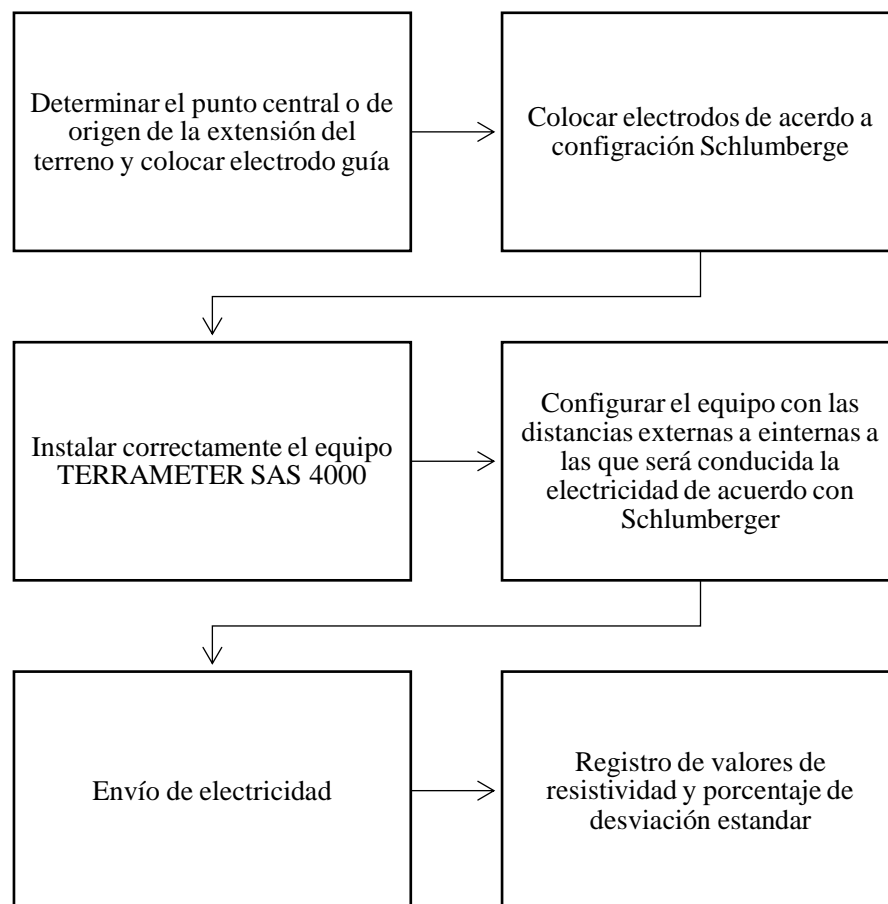 Determinar el punto central o de
origen de la extensión del
terreno y colocar electrodo guía
Colocar electrodos de acerdo a
configración Schlumberge
Instalar correctamente el equipo
TERRAMETER SAS 4000
Configurar el equipo con las
distancias externas a einternas a
las que será conducida la
electricidad de acuerdo con
Schlumberger
Envío de electricidad
Registro de valores de
resistividad y porcentaje de
desviación estandar